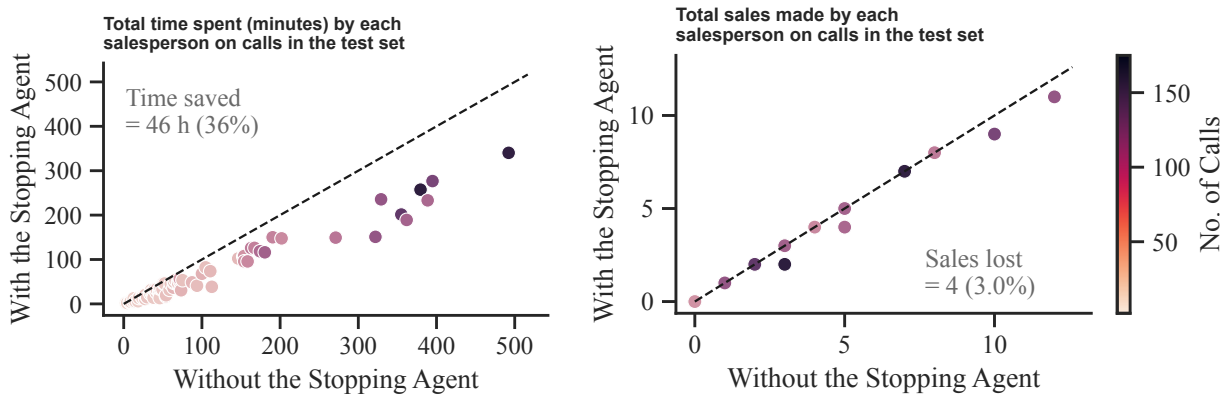 Total time spent (minutes) by each
salesperson on calls in the test set
With the Stopping Agent
500
400
300
200
100
0
Time saved
= 46 h (36%)
0 100 200 300 400 500
Without the Stopping Agent
Total sales made by each
salesperson on calls in the test set
With the Stopping Agent
10
5
0
Sales lost
= 4 (3.0%)
0 5 10
Without the Stopping Agent
150
100
50
No. of Calls